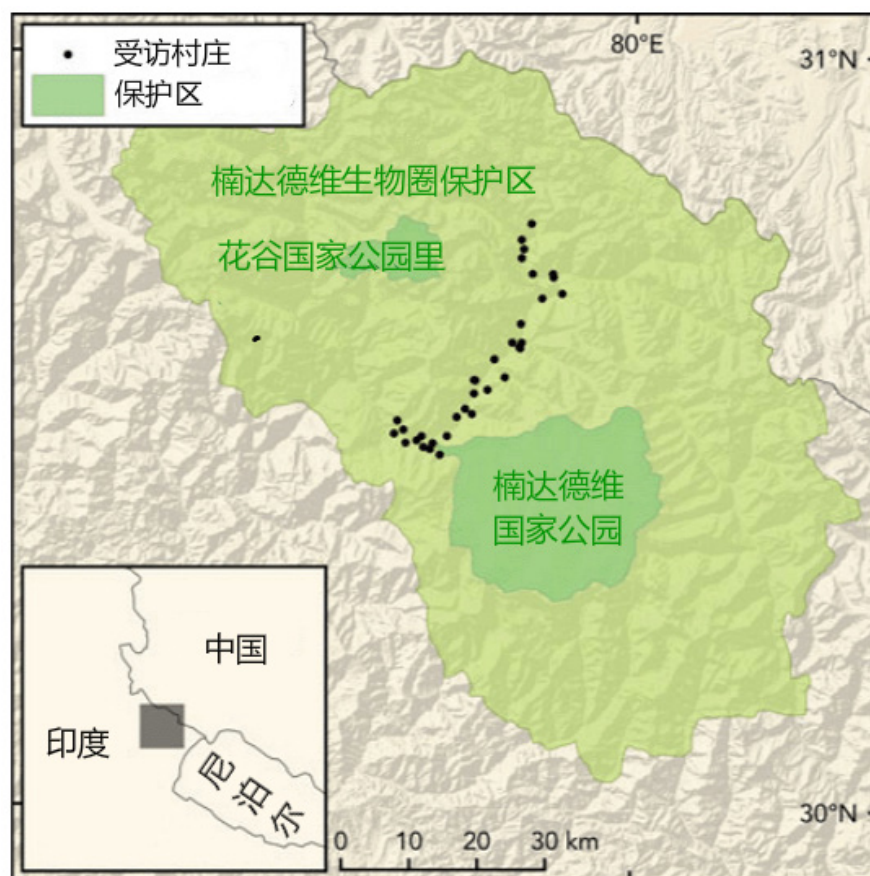 受访村庄
保护区
80°E
31°N
楠达德维生物圈保护区
花谷国家公园里
楠达德维
国家公园
中国
印度
尼泊尔
30°N
0 10 20 30 km